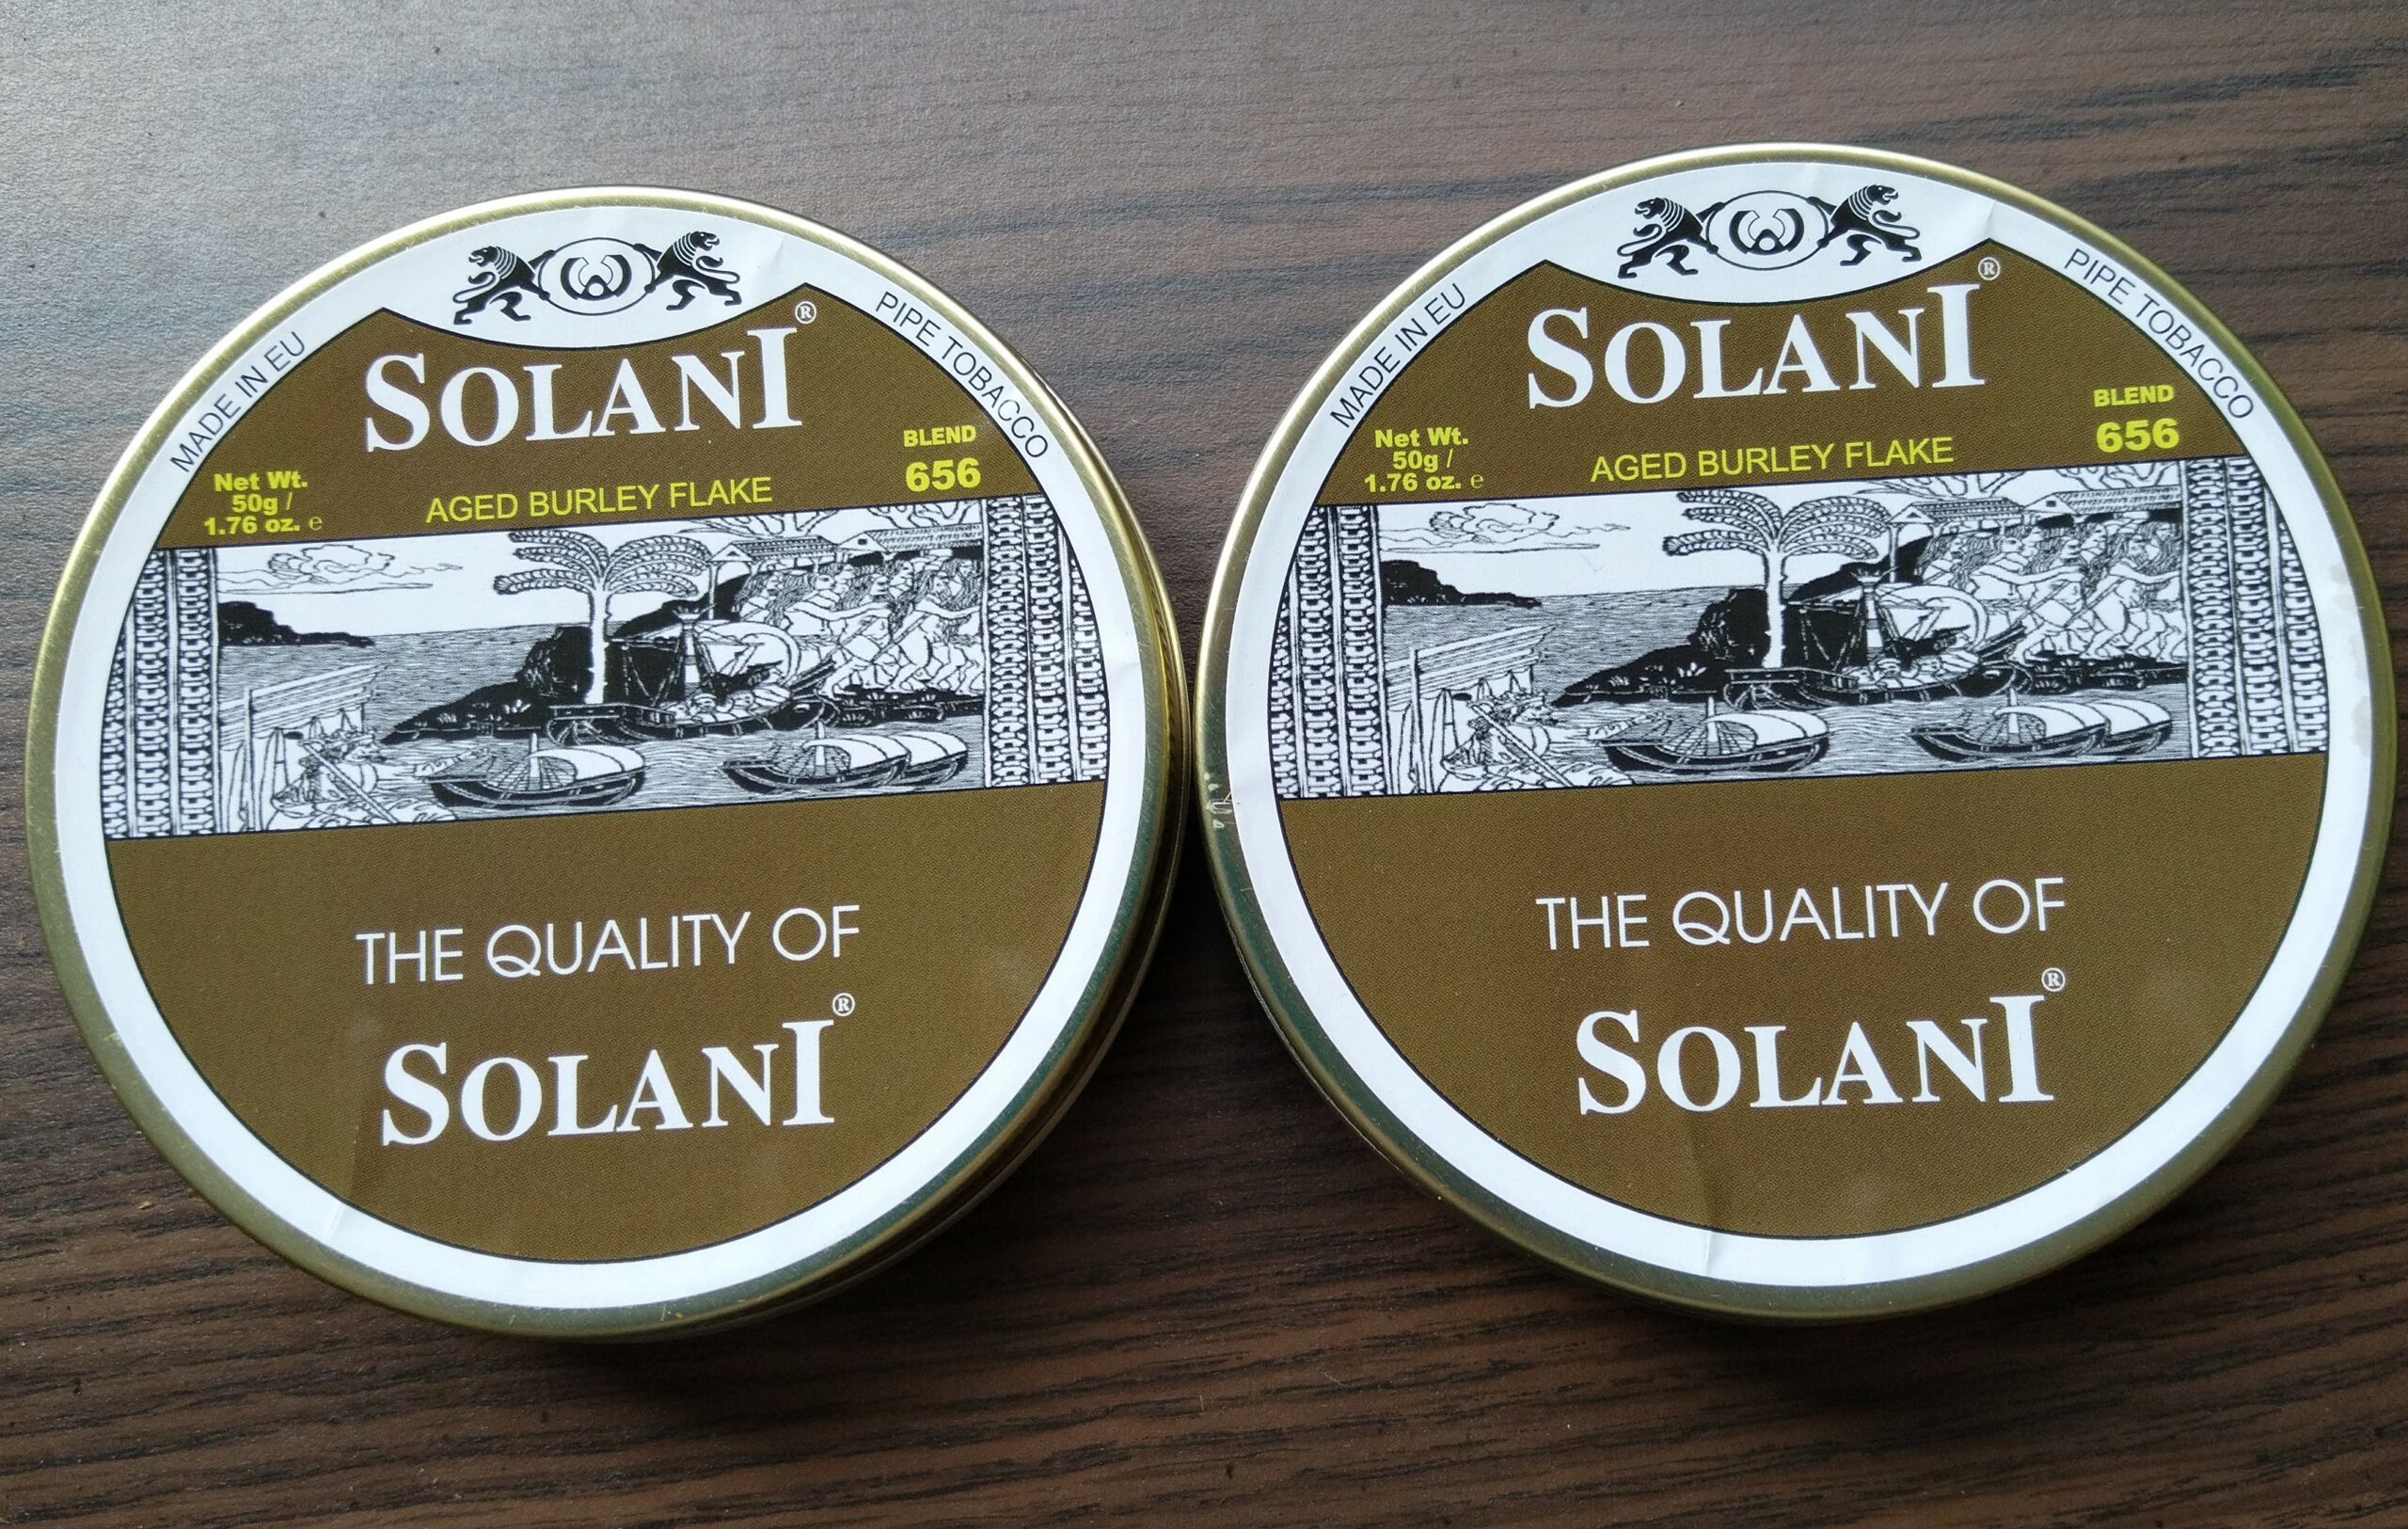 MADE IN EU
PIPE TOBACCO
SOLANI®
Net Wt.
50g /
1.76 oz. e
AGED BURLEY FLAKE
BLEND
656
THE QUALITY OF
SOLANI®
MADE IN EU
PIPE TOBACCO
SOLANI®
Net Wt.
50g /
1.76 oz. e
AGED BURLEY FLAKE
BLEND
656
THE QUALITY OF
SOLANI®